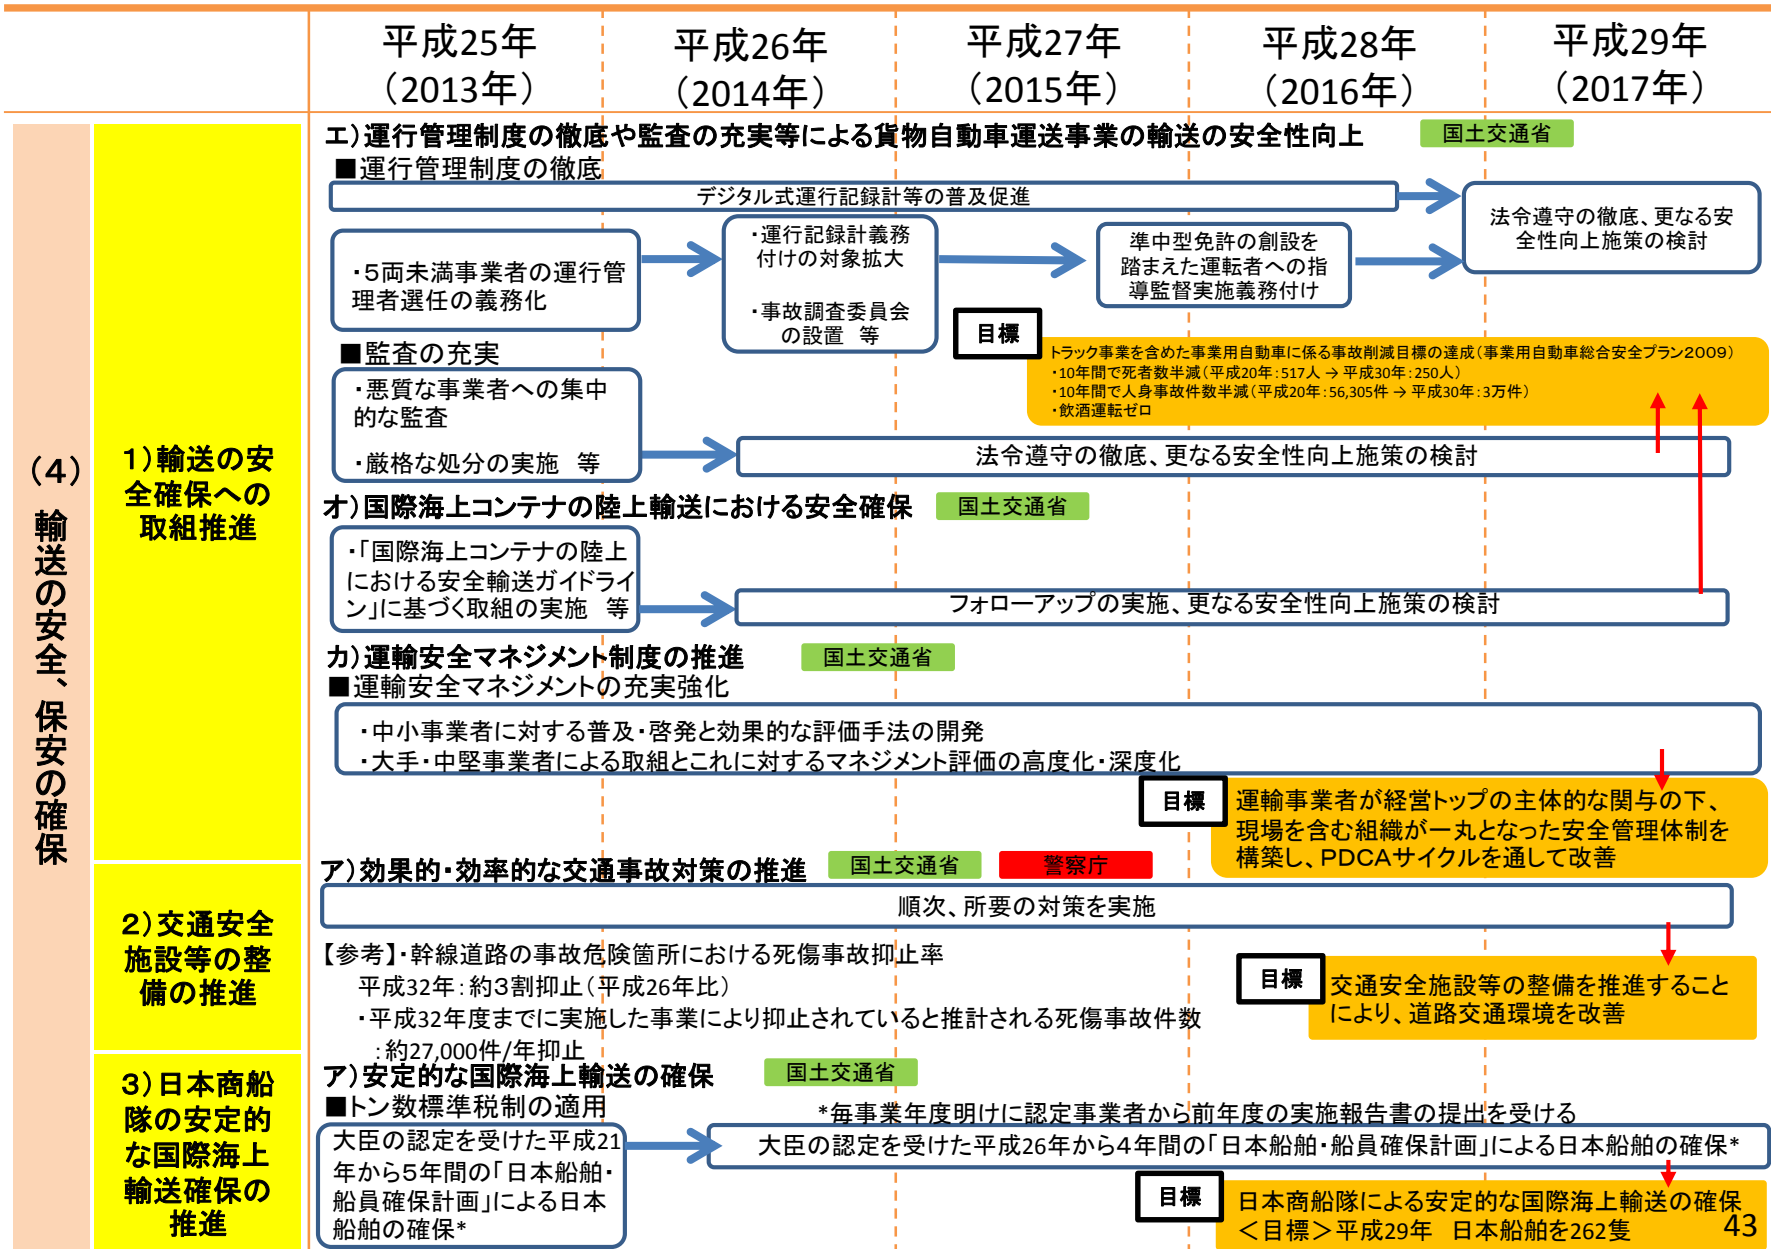 平成25年
（2013年）
平成26年
（2014年）
平成27年
（2015年）
平成28年
（2016年）
平成29年
（2017年）
（4）輸送の安全、保安の確保
1)輸送の安
全確保への
取組推進
エ)運行管理制度の徹底や監査の充実等による貨物自動車運送事業の輸送の安全性向上
国土交通省
■運行管理制度の徹底
デジタル式運行記録計等の普及促進
・5両未満事業者の運行管
理者選任の義務化
・運行記録計義務
付けの対象拡大
・事故調査委員会
の設置　等
準中型免許の創設を
踏まえた運転者への指
導監督実施義務付け
法令遵守の徹底、更なる安
全性向上施策の検討
目標
トラック事業を含めた事業用自動車に係る事故削減目標の達成（事業用自動車総合安全プラン2009）
・10年間で死者数半減（平成20年：517人 → 平成30年：250人）
・10年間で人身事故件数半減（平成20年：56,305件 → 平成30年：3万件）
・飲酒運転ゼロ
■監査の充実
・悪質な事業者への集中
的な監査
・厳格な処分の実施　等
法令遵守の徹底、更なる安全性向上施策の検討
オ)国際海上コンテナの陸上輸送における安全確保
国土交通省
・「国際海上コンテナの陸上
における安全輸送ガイドライ
ン」に基づく取組の実施　等
フォローアップの実施、更なる安全性向上施策の検討
カ)運輸安全マネジメント制度の推進
国土交通省
■運輸安全マネジメントの充実強化
・中小事業者に対する普及・啓発と効果的な評価手法の開発
・大手・中堅事業者による取組とこれに対するマネジメント評価の高度化・深度化
目標
運輸事業者が経営トップの主体的な関与の下、
現場を含む組織が一丸となった安全管理体制を
構築し、PDCAサイクルを通して改善
2)交通安全
施設等の整
備の推進
ア)効果的・効率的な交通事故対策の推進
国土交通省
警察庁
順次、所要の対策を実施
【参考】・幹線道路の事故危険箇所における死傷事故抑止率
平成32年：約3割抑止（平成26年比）
・平成32年度までに実施した事業により抑止されていると推計される死傷事故件数
：約27,000件/年抑止
目標
交通安全施設等の整備を推進すること
により、道路交通環境を改善
3)日本商船
隊の安定的
な国際海上
輸送確保の
推進
ア)安定的な国際海上輸送の確保
国土交通省
■トン数標準税制の適用
*毎事業年度明けに認定事業者から前年度の実施報告書の提出を受ける
大臣の認定を受けた平成21
年から5年間の「日本船舶・
船員確保計画」による日本
船舶の確保*
大臣の認定を受けた平成26年から4年間の「日本船舶・船員確保計画」による日本船舶の確保*
目標
日本商船隊による安定的な国際海上輸送の確保
＜目標＞平成29年　日本船舶を262隻
43